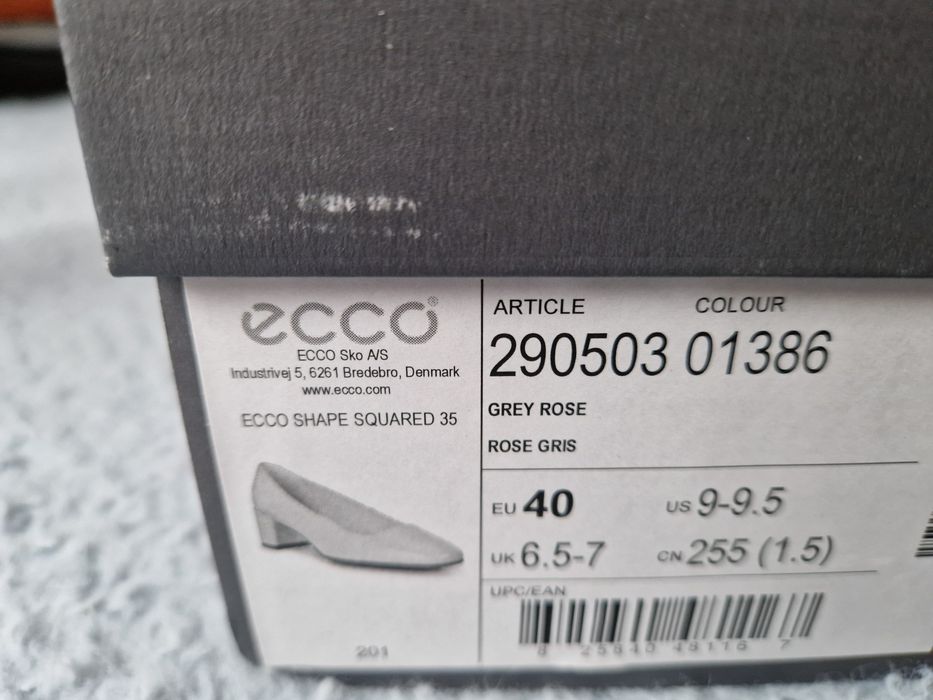 ecco®
ECCO Sko A/S
Industrivej 5, 6261 Bredebro, Denmark
www.ecco.com
ECCO SHAPE SQUARED 35
201
ARTICLE COLOUR
290503 01386
GREY ROSE
ROSE GRIS
EU 40 US 9-9.5
UK 6.5-7 CN 255 (1.5)
UPC/EAN